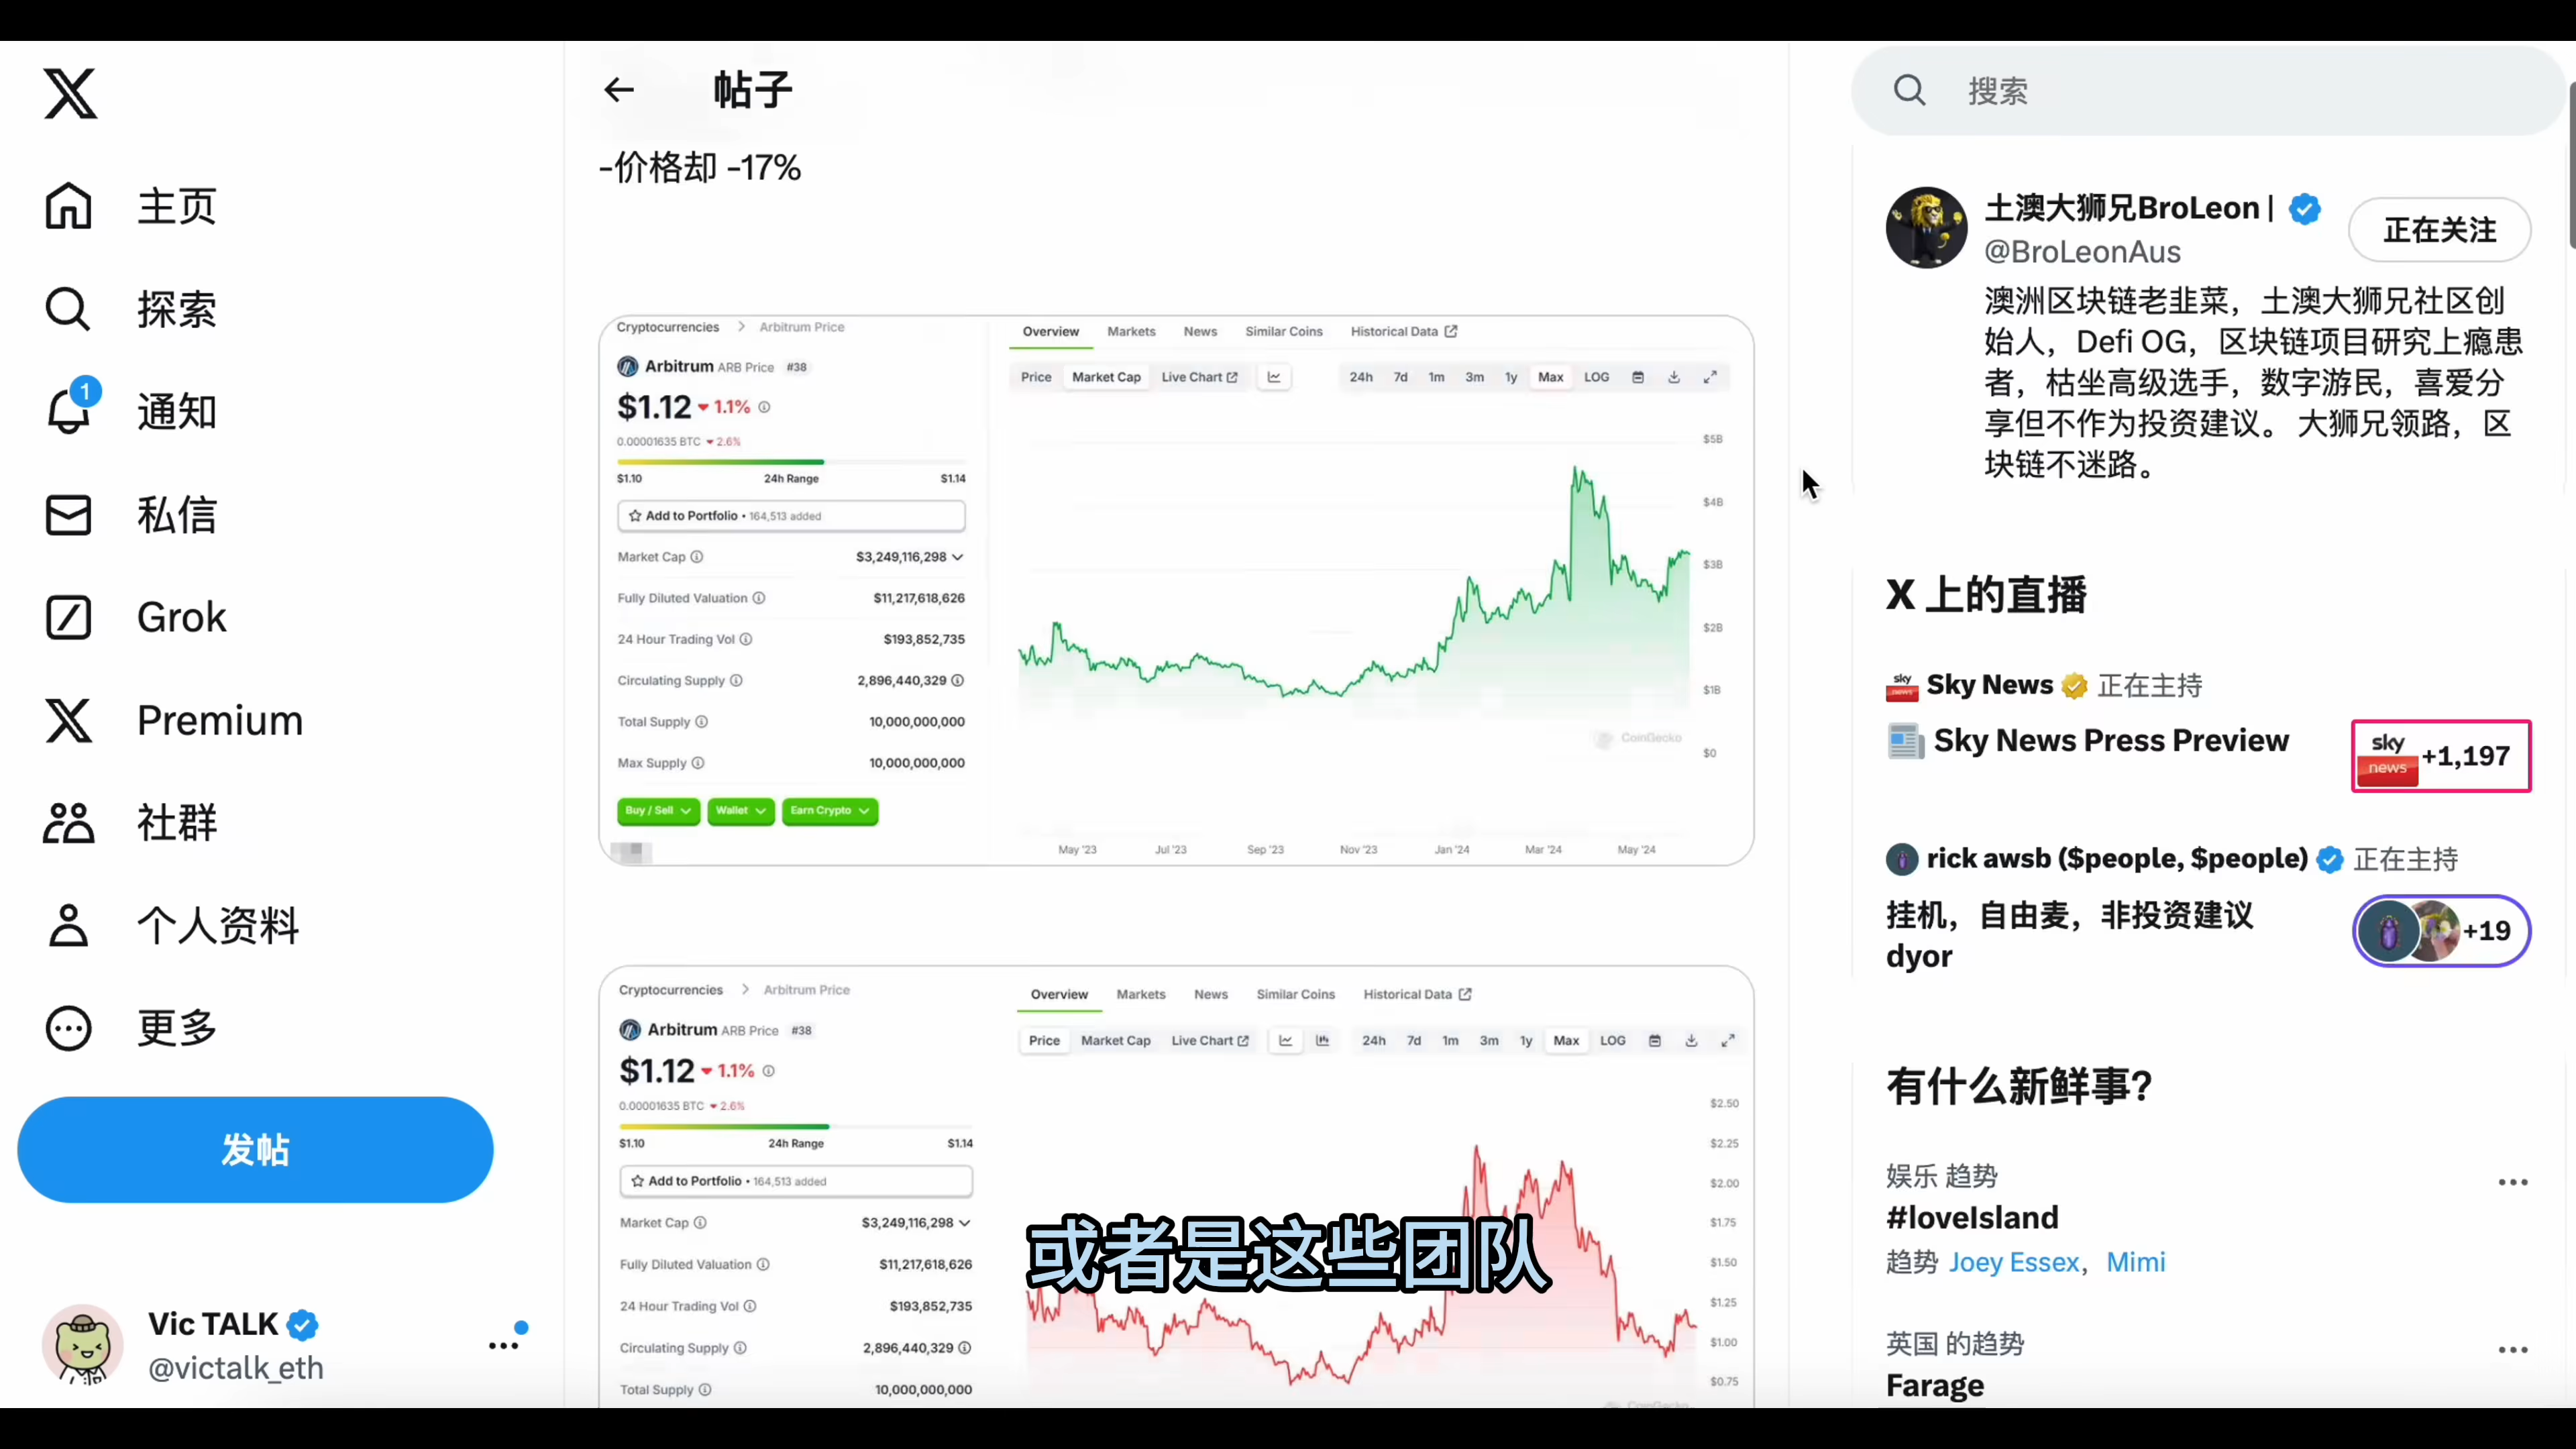 主页
探索
1
通知
私信
Grok
Premium
社群
个人资料
更多
发帖
Vic TALK
@victalk_eth
帖子
-价格却 -17%
Cryptocurrencies > Arbitrum Price
Arbitrum ARB Price #38
$1.12 1.1%
0.00001635 BTC 2.6%
$1.10 24h Range $1.14
Add to Portfolio • 164,513 added
Market Cap $3,249,116,298
Fully Diluted Valuation $11,217,618,626
24 Hour Trading Vol $193,852,735
Circulating Supply 2,896,440,329
Total Supply 10,000,000,000
Max Supply 10,000,000,000
Buy / Sell Wallet Earn Crypto
Overview Markets News Similar Coins Historical Data
Price Market Cap Live Chart 24h 7d 1m 3m 1y Max LOG
$5B
$4B
$3B
$2B
$1B
CoinGecko
$0
May '23 Jul '23 Sep '23 Nov '23 Jan '24 Mar '24 May '24
Cryptocurrencies > Arbitrum Price
Arbitrum ARB Price #38
$1.12 1.1%
0.00001635 BTC 2.6%
$1.10 24h Range $1.14
Add to Portfolio • 164,513 added
Market Cap $3,249,116,298
Fully Diluted Valuation $11,217,618,626
24 Hour Trading Vol $193,852,735
Circulating Supply 2,896,440,329
Total Supply 10,000,000,000
Overview Markets News Similar Coins Historical Data
Price Market Cap Live Chart 24h 7d 1m 3m 1y Max LOG
$2.50
$2.25
$2.00
$1.75
$1.50
$1.25
$1.00
$0.75
或者是这些团队
搜索
土澳大狮兄BroLeon |
@BroLeonAus
正在关注
澳洲区块链老韭菜，土澳大狮兄社区创
始人，Defi OG，区块链项目研究上瘾患
者，枯坐高级选手，数字游民，喜爱分
享但不作为投资建议。 大狮兄领路，区
块链不迷路。
X 上的直播
sky news Sky News 正在主持
Sky News Press Preview
sky news +1,197
rick awsb ($people, $people) 正在主持
挂机，自由麦，非投资建议
dyor
+19
有什么新鲜事?
娱乐 趋势
#loveIsland
趋势 Joey Essex, Mimi
英国 的趋势
Farage